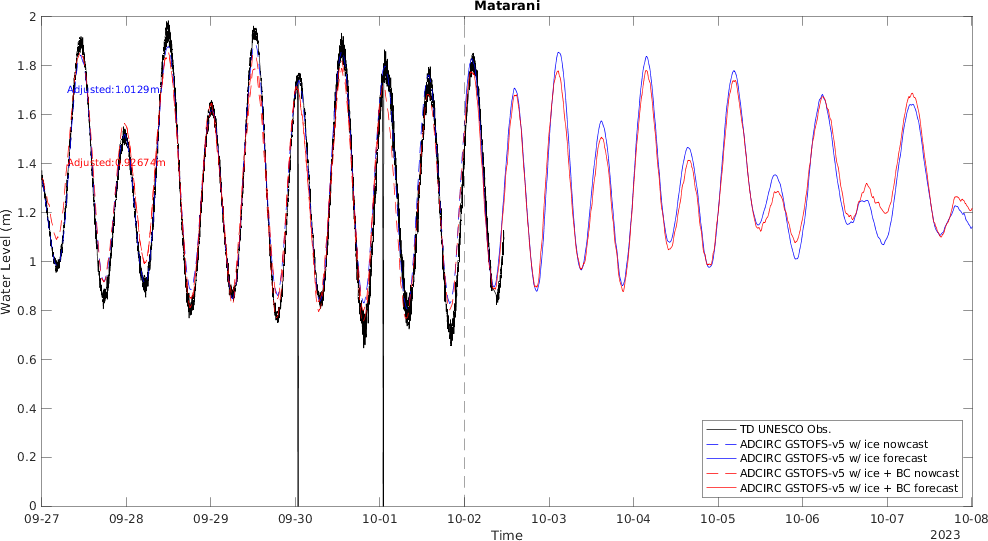 Matarani
2
1.8
1.6
1.4
1.2
1
0.8
0.6
0.4
0.2
0
Water Level (m)
Adjusted:1.0129m
Adjusted:0.92674m
TD UNESCO Obs.
ADCIRC GSTOFS-v5 w/ ice nowcast
ADCIRC GSTOFS-v5 w/ ice forecast
ADCIRC GSTOFS-v5 w/ ice + BC nowcast
ADCIRC GSTOFS-v5 w/ ice + BC forecast
09-27 09-28 09-29 09-30 10-01 10-02 10-03 10-04 10-05 10-06 10-07 10-08
Time
2023